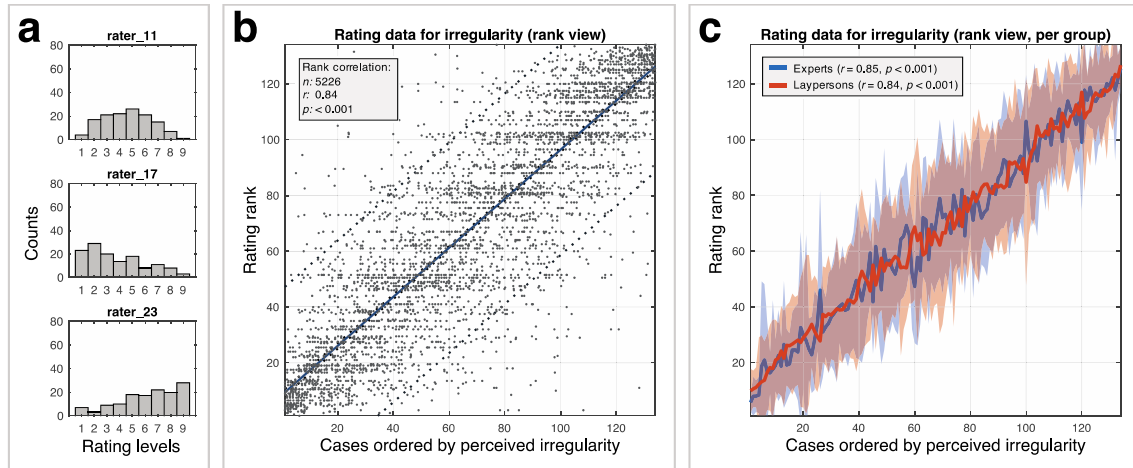 a
rater_11
80
60
40
20
0
1 2 3 4 5 6 7 8 9
rater_17
80
60
40
20
0
1 2 3 4 5 6 7 8 9
rater_23
80
60
40
20
0
1 2 3 4 5 6 7 8 9
Counts
Rating levels
b
Rating data for irregularity (rank view)
Rank correlation:
n: 5226
r: 0.84
p: < 0.001
120
100
80
60
40
20
20 40 60 80 100 120
Rating rank
Cases ordered by perceived irregularity
c
Rating data for irregularity (rank view, per group)
Experts (r = 0.85, p < 0.001)
Laypersons (r = 0.84, p < 0.001)
120
100
80
60
40
20
20 40 60 80 100 120
Rating rank
Cases ordered by perceived irregularity